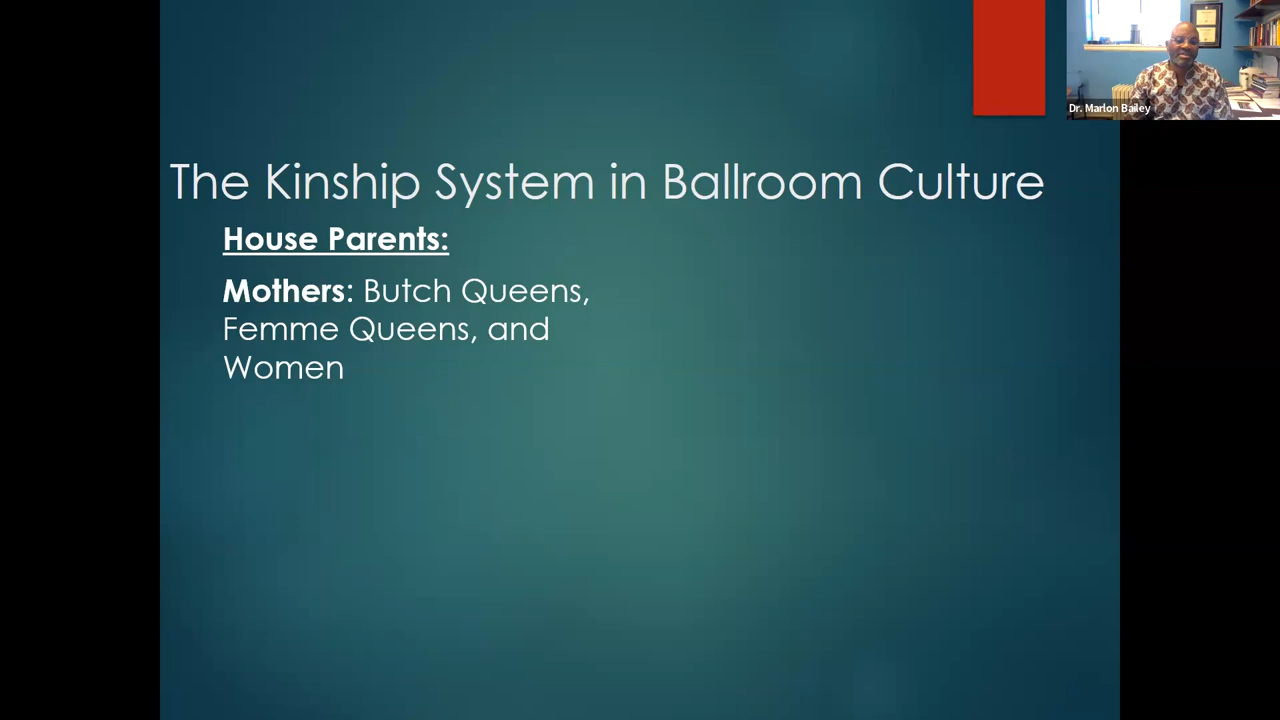 The Kinship System in Ballroom Culture
House Parents:
Mothers: Butch Queens,
Femme Queens, and
Women
Dr. Marlon Bailey